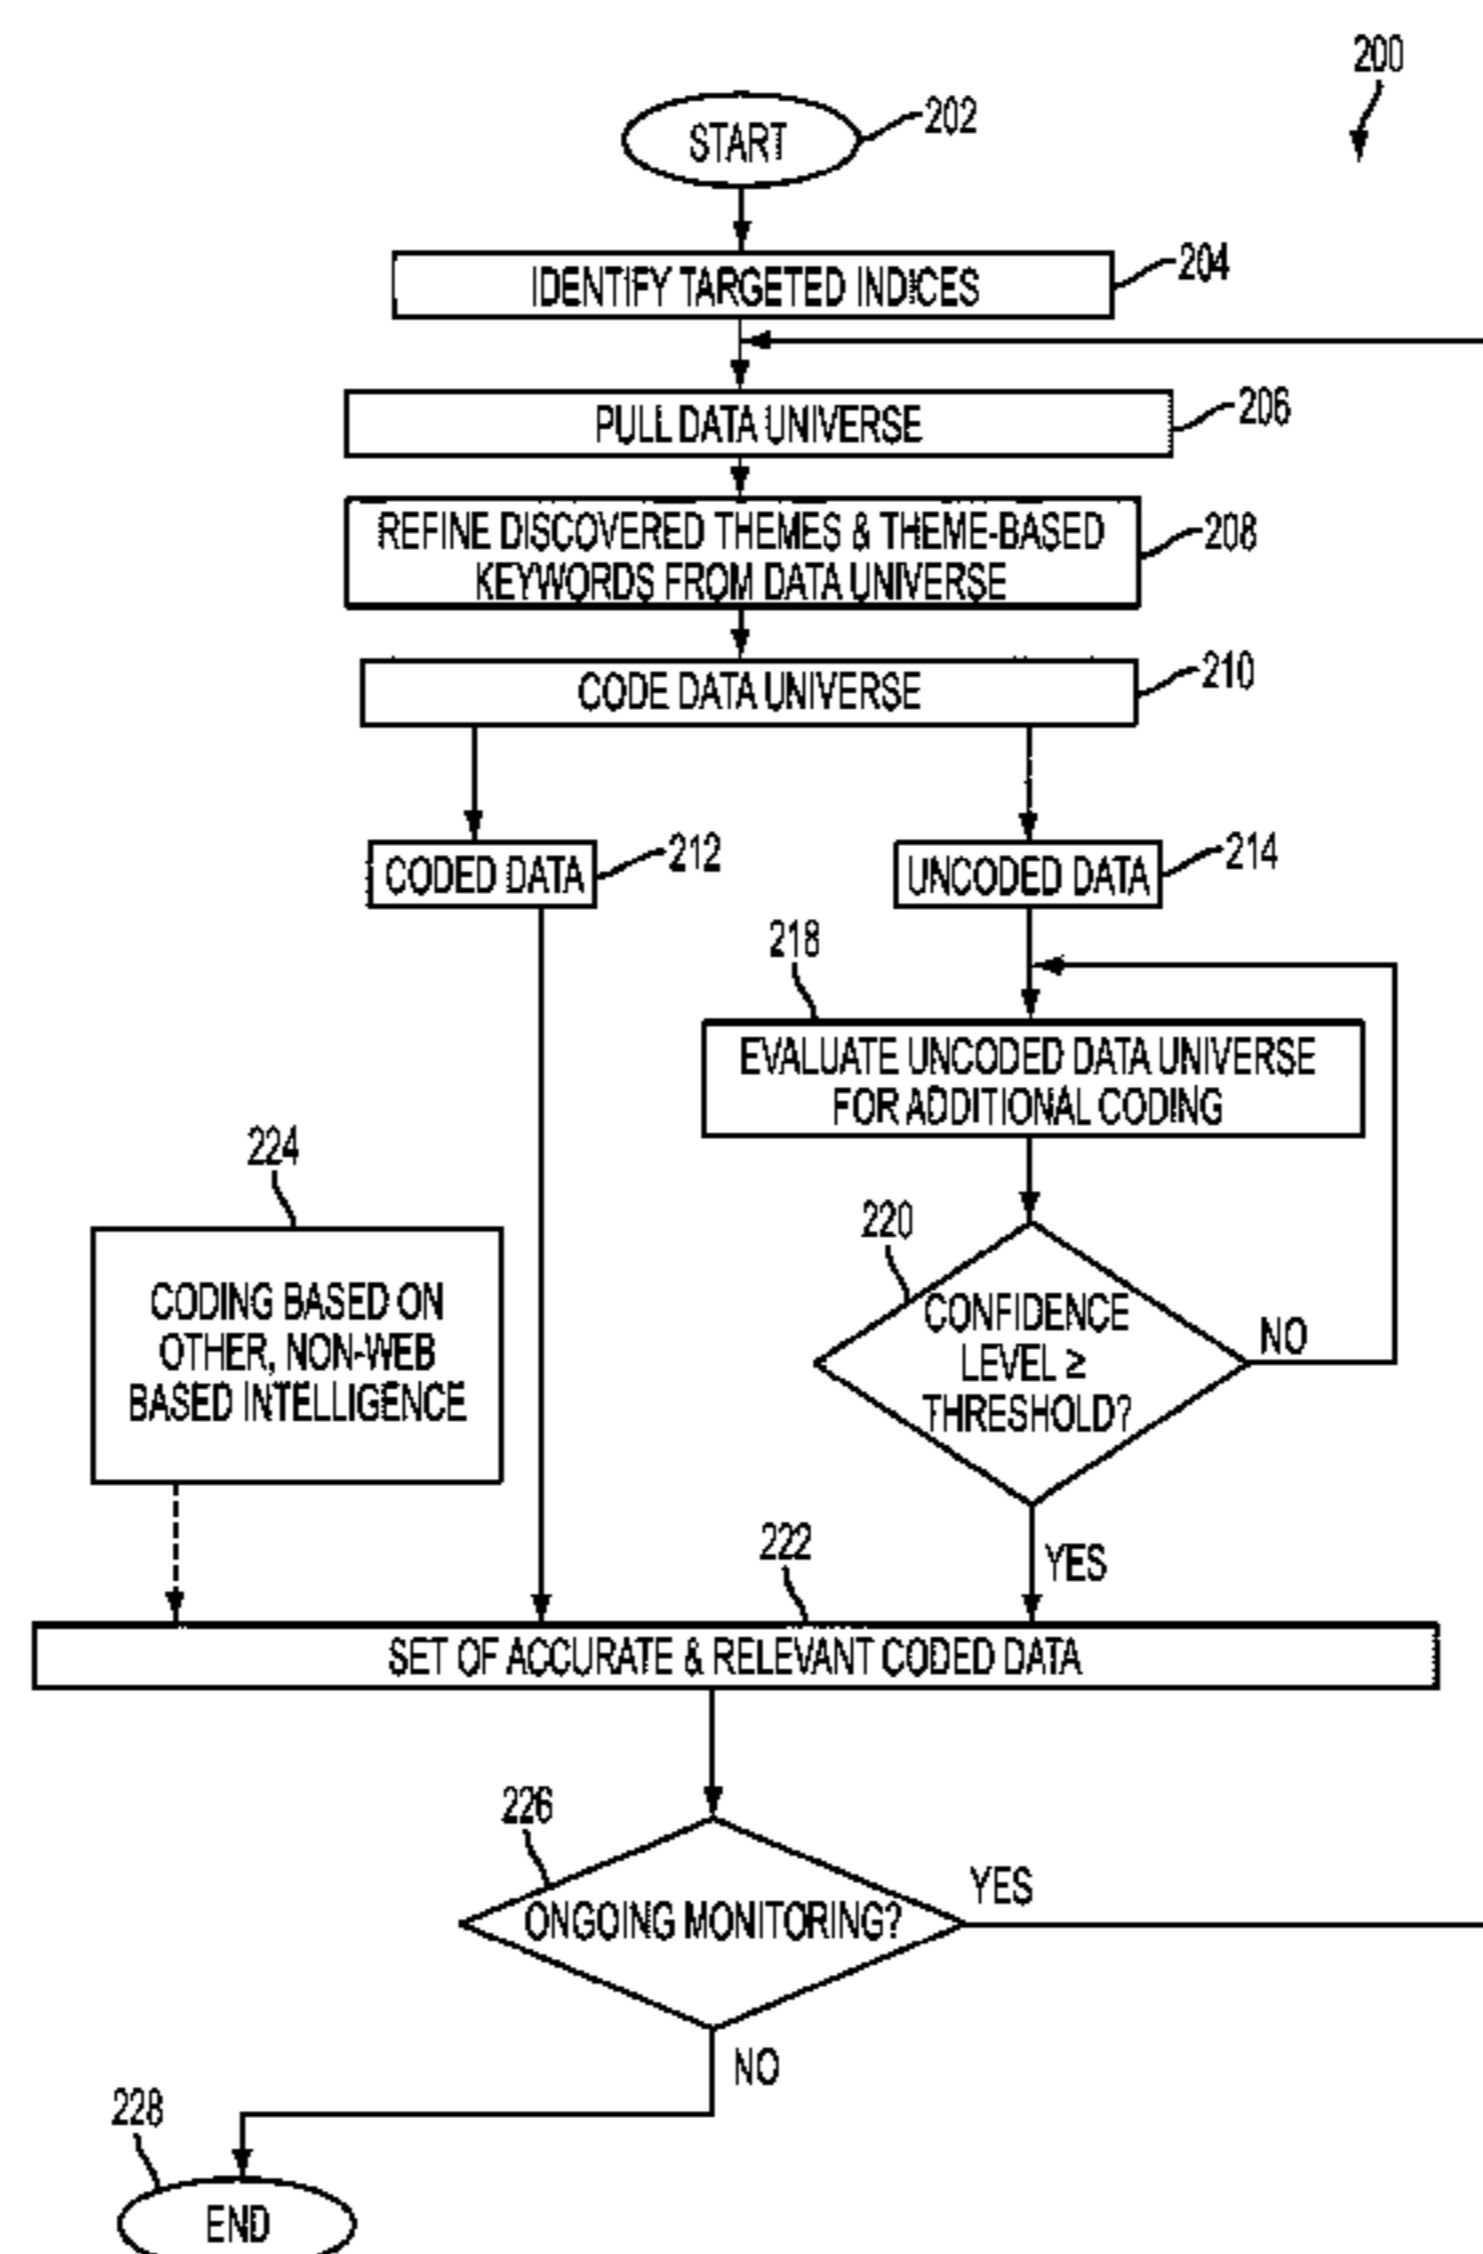 200
START
202
IDENTIFY TARGETED INDICES
204
PULL DATA UNIVERSE
206
REFINE DISCOVERED THEMES & THEME-BASED
KEYWORDS FROM DATA UNIVERSE
208
CODE DATA UNIVERSE
210
CODED DATA
212
UNCODED DATA
214
218
EVALUATE UNCODED DATA UNIVERSE
FOR ADDITIONAL CODING
224
CODING BASED ON
OTHER, NON-WEB
BASED INTELLIGENCE
220
CONFIDENCE
LEVEL ≥
THRESHOLD?
NO
YES
222
SET OF ACCURATE & RELEVANT CODED DATA
226
ONGOING MONITORING?
YES
NO
228
END